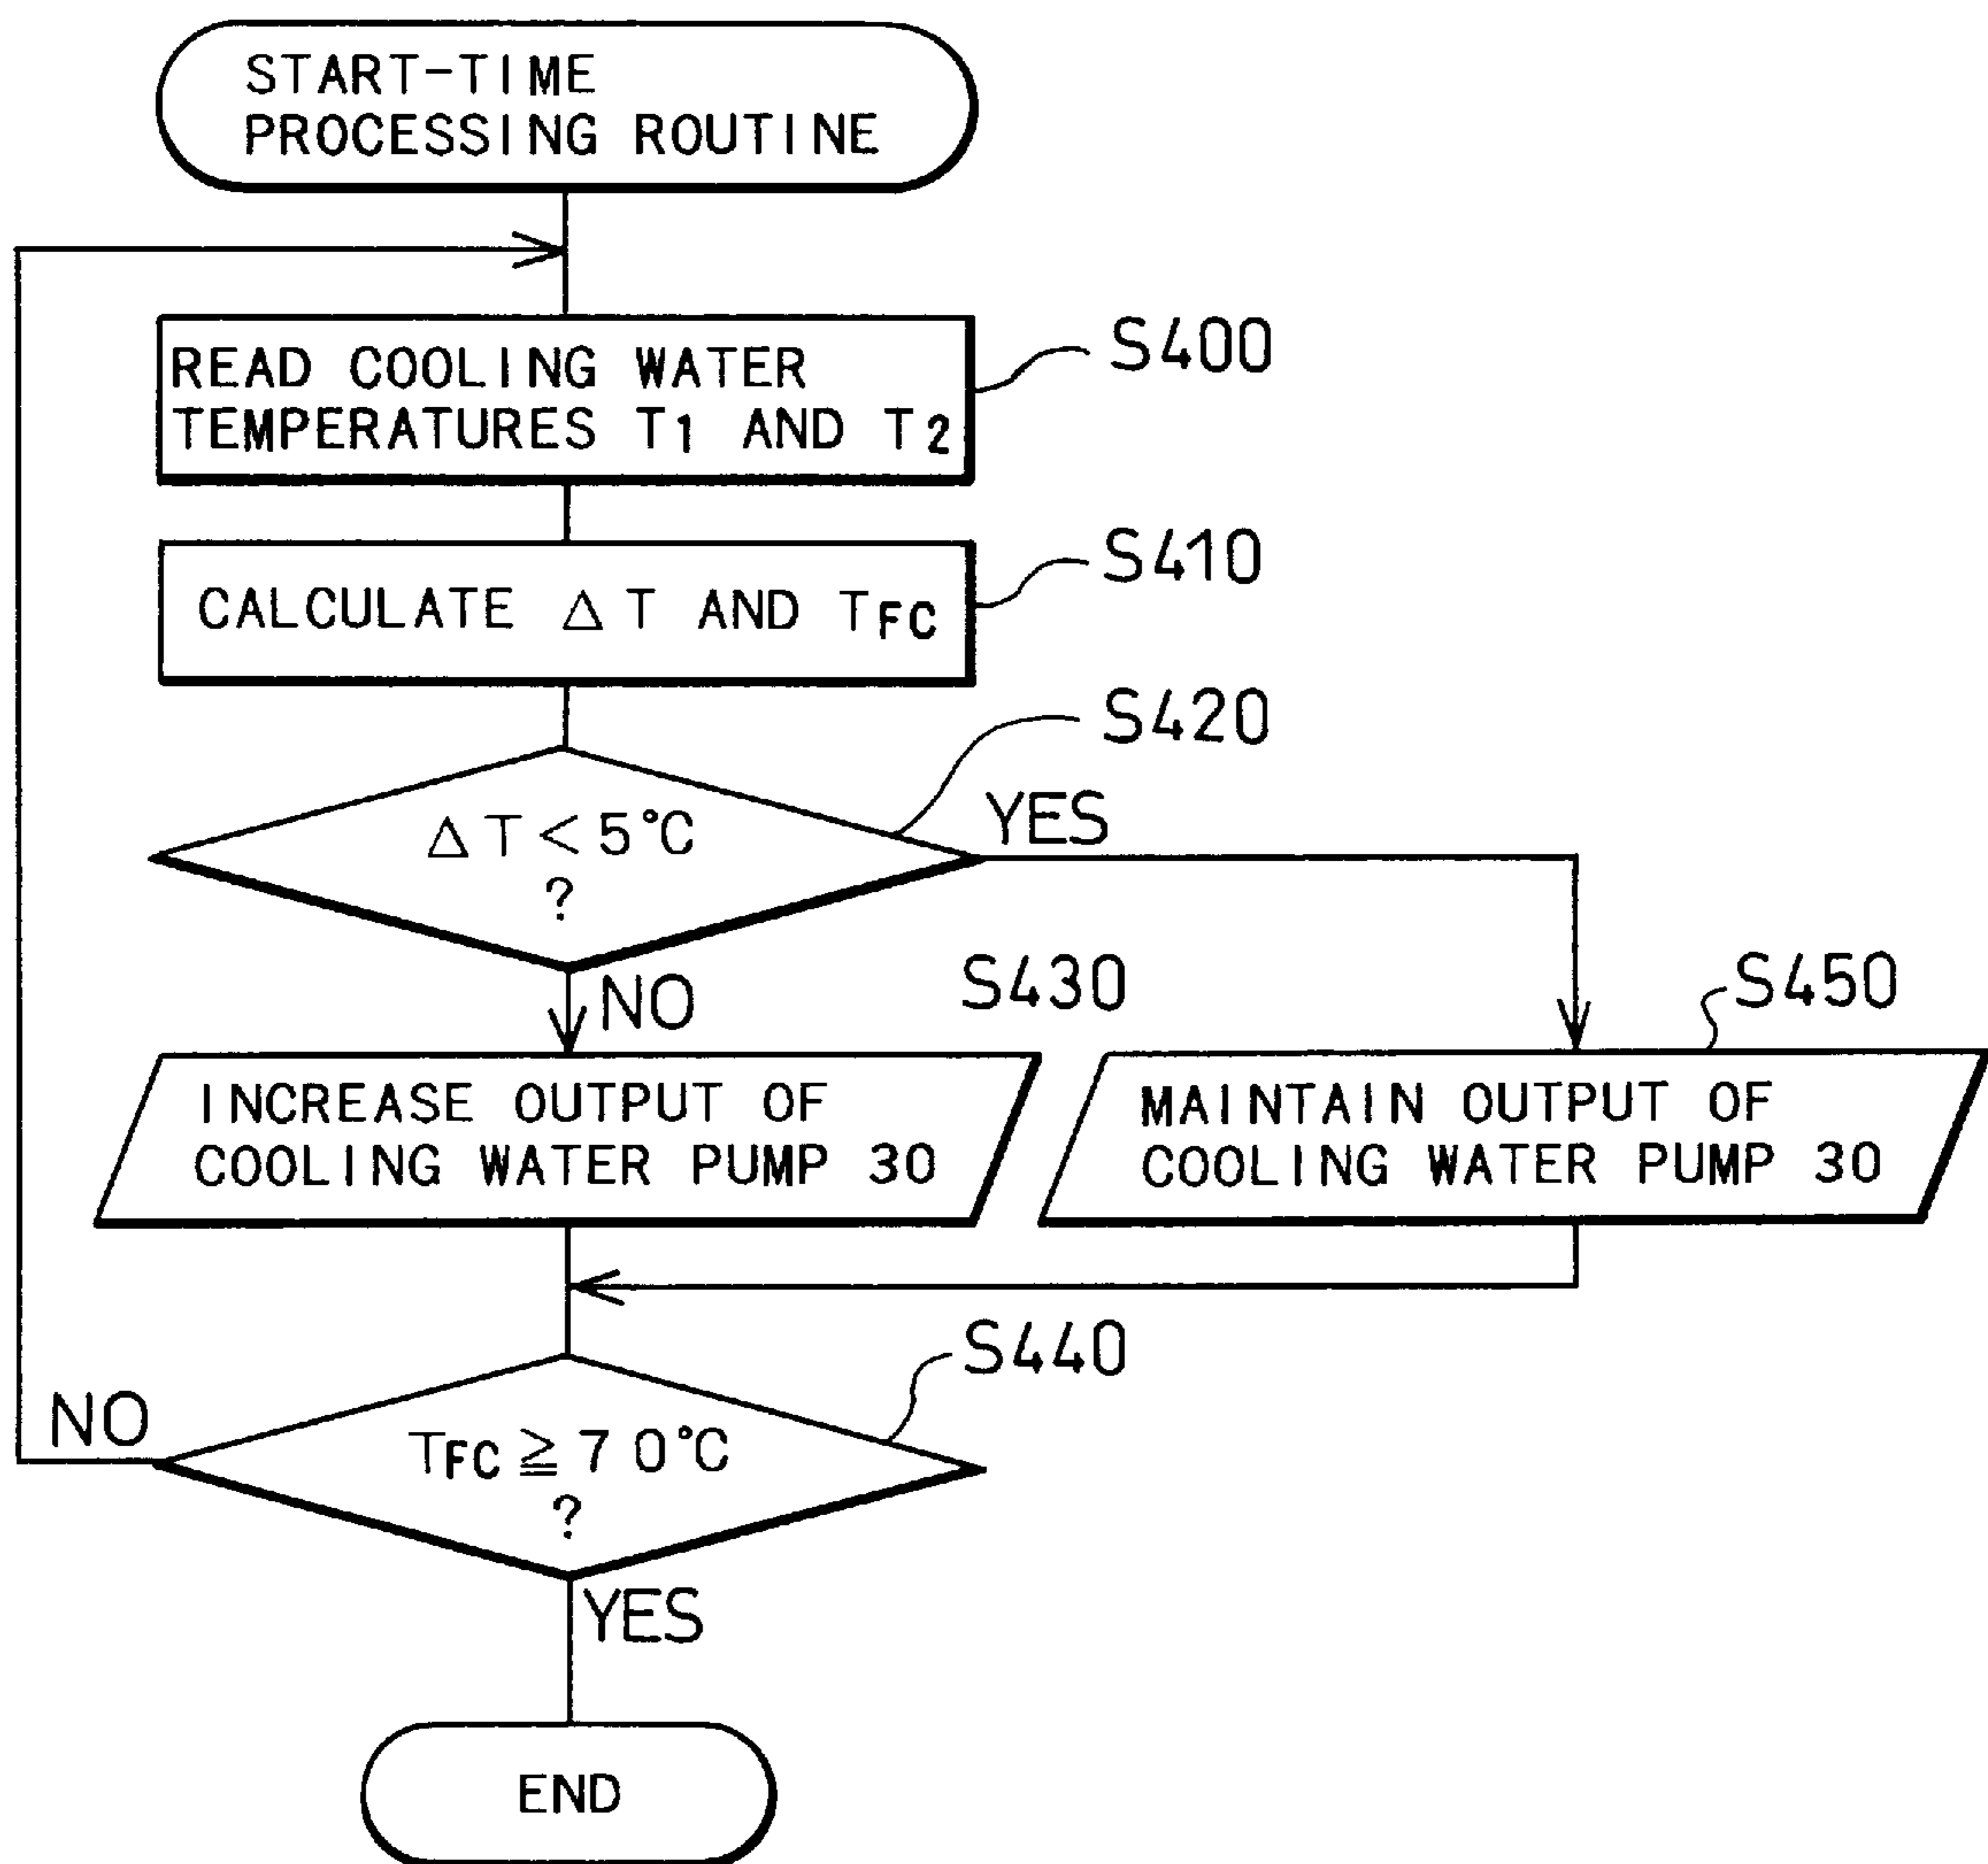 START-TIME
PROCESSING ROUTINE
READ COOLING WATER
TEMPERATURES T1 AND T2
S400
CALCULATE △T AND TFC
S410
S420
△T < 5℃
?
YES
NO
S430
S450
INCREASE OUTPUT OF
COOLING WATER PUMP 30
MAINTAIN OUTPUT OF
COOLING WATER PUMP 30
S440
NO
TFC ≧ 70℃
?
YES
END